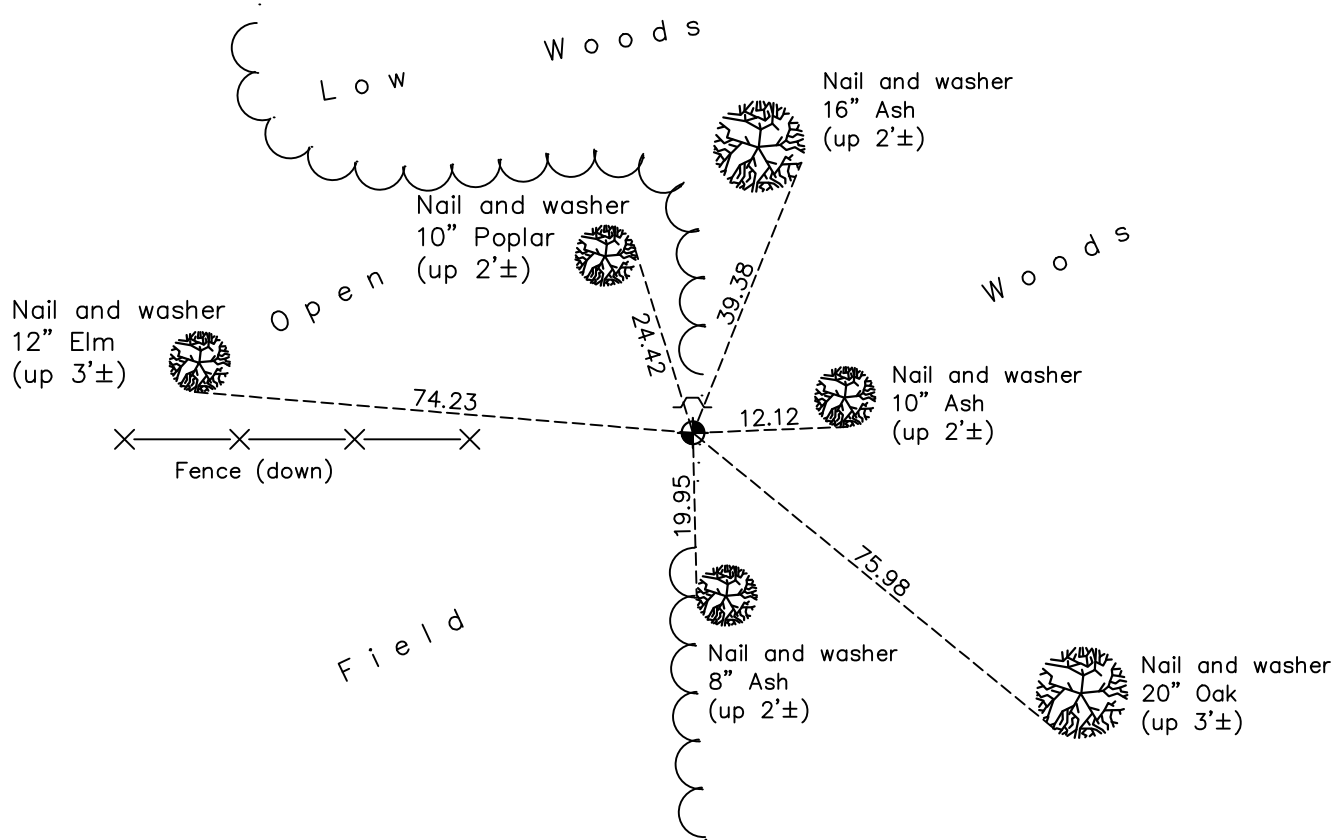 Low Woods
Nail and washer
16” Ash
(up 2’±)
Nail and washer
10” Poplar
(up 2’±)
Woods
Open
Nail and washer
12” Elm
(up 3’±)
39.38
24.42
74.23
12.12
Nail and washer
10” Ash
(up 2’±)
Fence (down)
19.95
75.98
Field
Nail and washer
8” Ash
(up 2’±)
Nail and washer
20” Oak
(up 3’±)